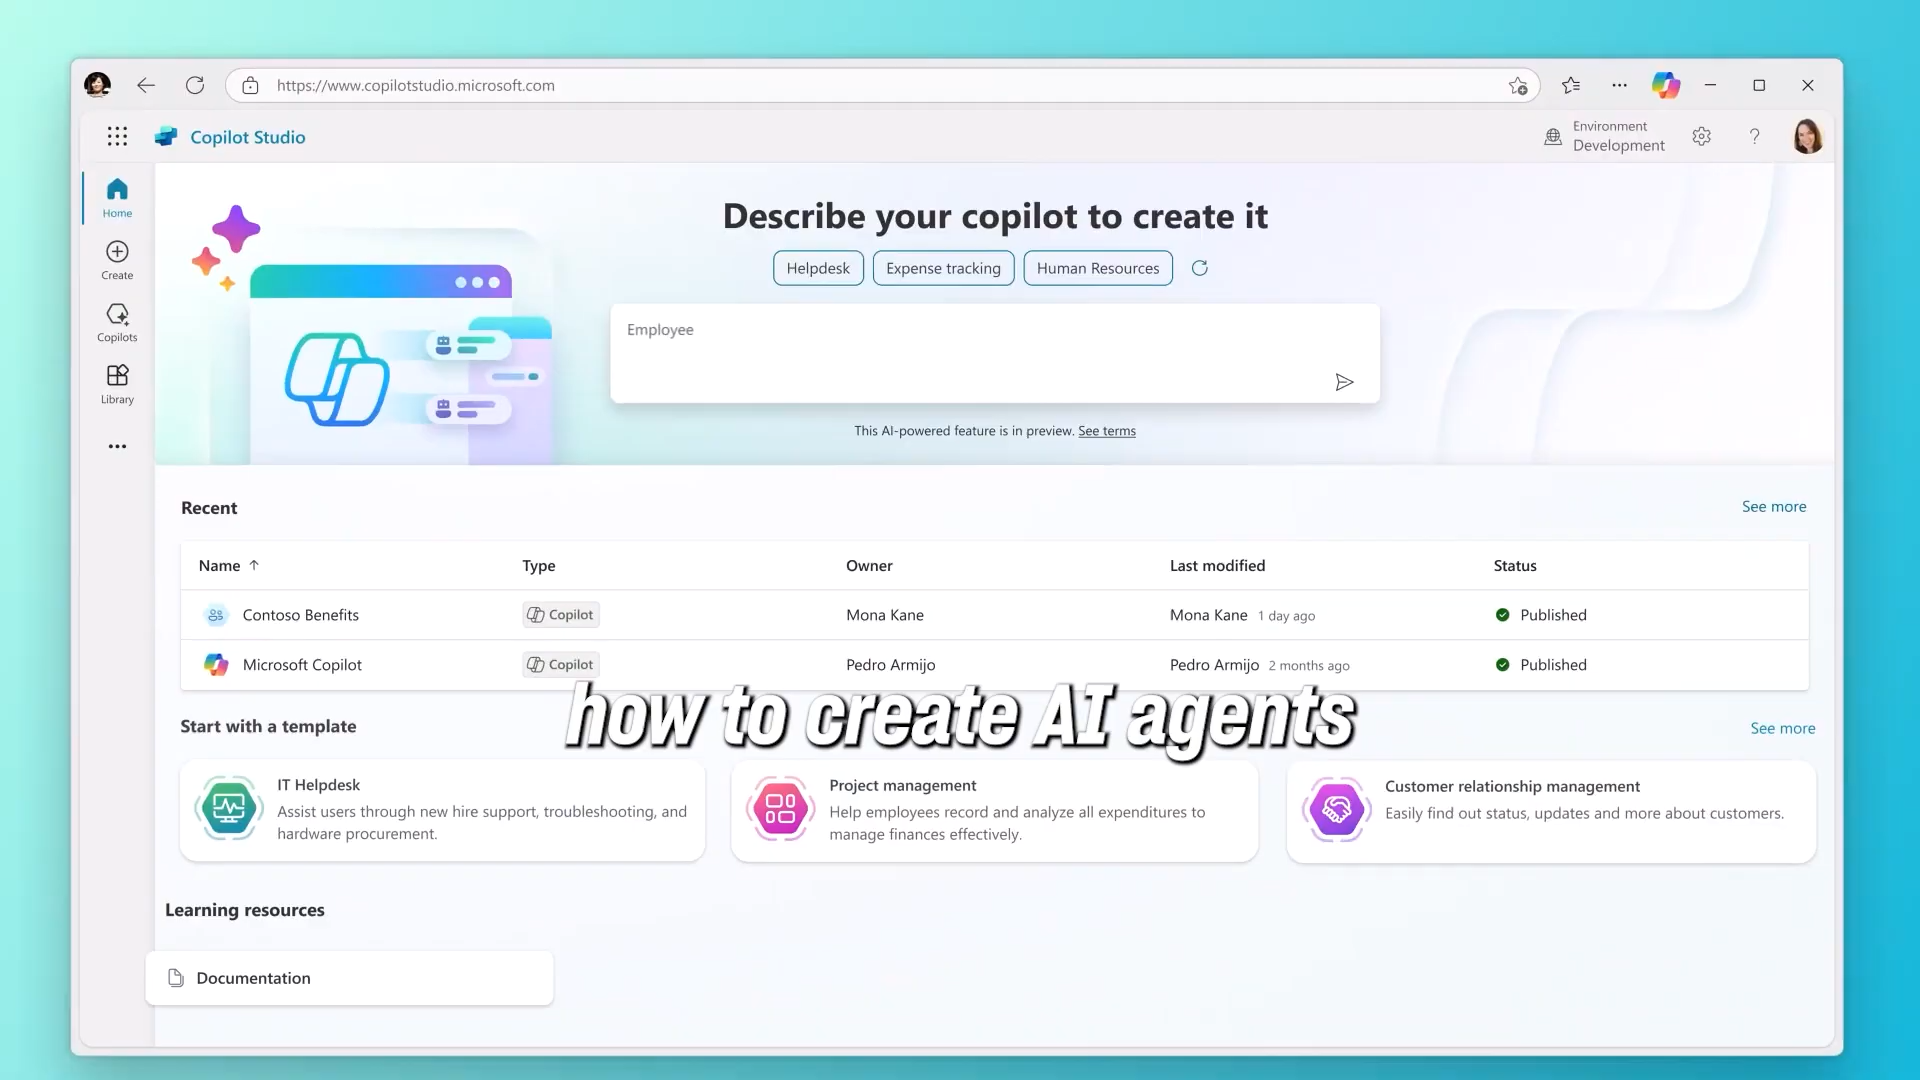 https://www.copilotstudio.microsoft.com
Copilot Studio
Environment
Development
?
Home
Create
Copilots
Library
Describe your copilot to create it
Helpdesk
Expense tracking
Human Resources
Employee
This AI-powered feature is in preview. See terms
Recent
See more
Name ↑
Type
Owner
Last modified
Status
Contoso Benefits
Copilot
Mona Kane
Mona Kane 1 day ago
Published
Microsoft Copilot
Copilot
Pedro Armijo
Pedro Armijo 2 months ago
Published
how to create AI agents
Start with a template
See more
IT Helpdesk
Assist users through new hire support, troubleshooting, and
hardware procurement.
Project management
Help employees record and analyze all expenditures to
manage finances effectively.
Customer relationship management
Easily find out status, updates and more about customers.
Learning resources
Documentation